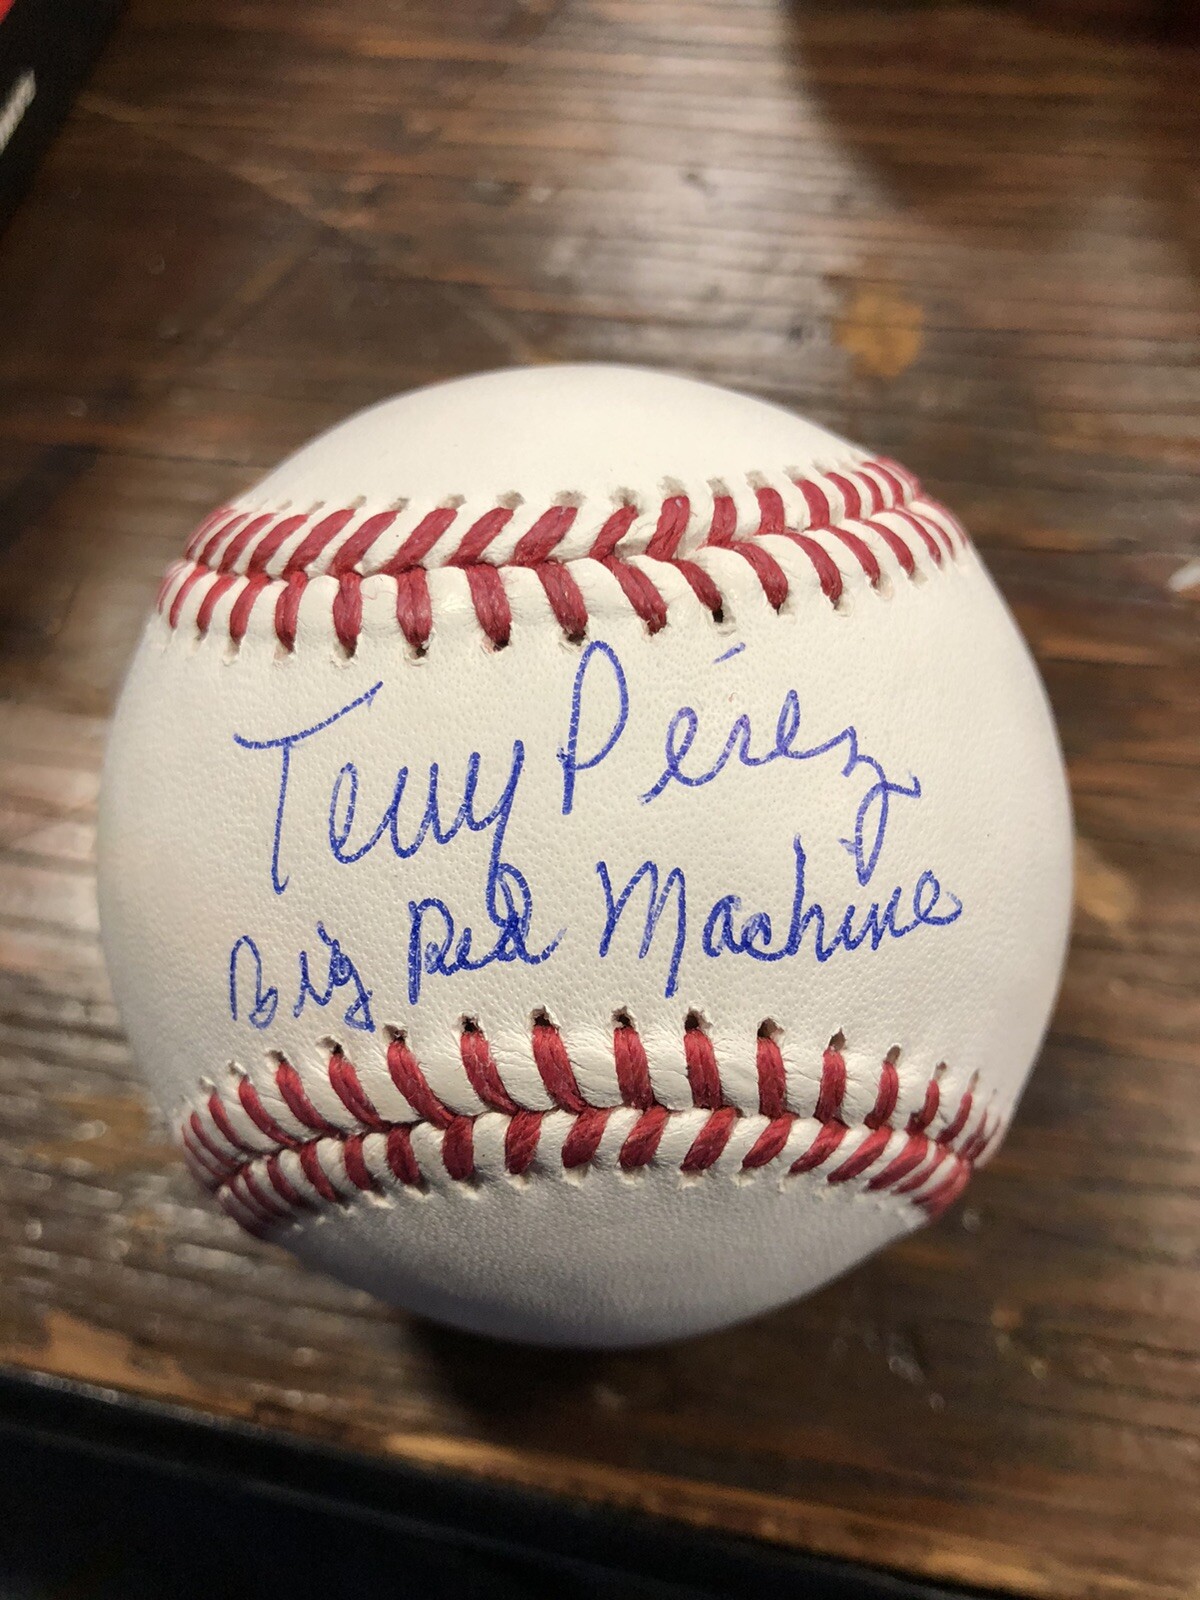 Tony Pérez
Big Red Machine